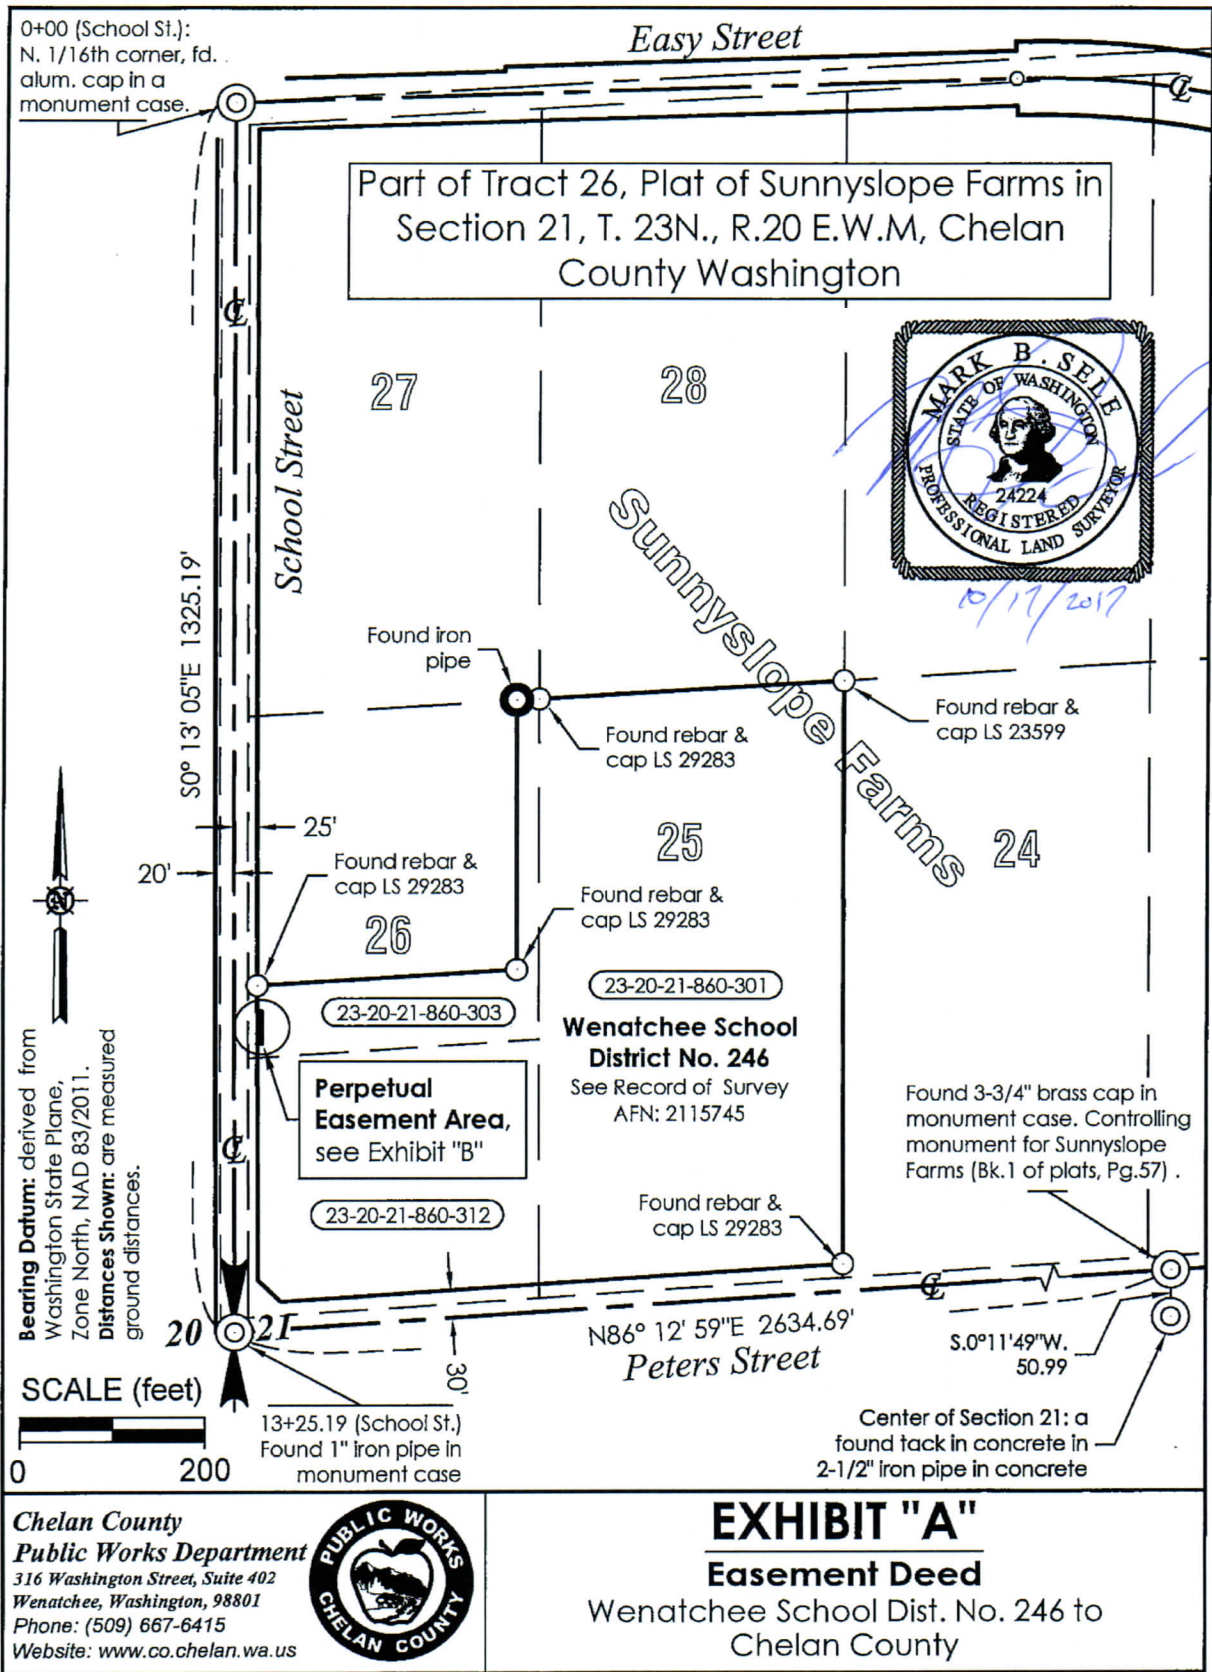 0+00 (School St.):
N. 1/16th corner, fd.
alum. cap in a
monument case.
Easy Street
℄
Part of Tract 26, Plat of Sunnyslope Farms in
Section 21, T. 23N., R.20 E.W.M, Chelan
County Washington
℄
27
28
MARK B. SELE
STATE OF WASHINGTON
24224
REGISTERED
PROFESSIONAL LAND SURVEYOR
10/17/2017
School Street
Sunnyslope Farms
S0° 13' 05"E 1325.19'
Found iron
pipe
Found rebar &
cap LS 29283
Found rebar &
cap LS 23599
25'
20'
Found rebar &
cap LS 29283
25
24
Found rebar &
cap LS 29283
26
N
23-20-21-860-303
23-20-21-860-301
Wenatchee School
District No. 246
See Record of Survey
AFN: 2115745
Perpetual
Easement Area,
see Exhibit "B"
℄
Found 3-3/4" brass cap in
monument case. Controlling
monument for Sunnyslope
Farms (Bk.1 of plats, Pg.57) .
23-20-21-860-312
Found rebar &
cap LS 29283
Bearing Datum: derived from
Washington State Plane,
Zone North, NAD 83/2011.
Distances Shown: are measured
ground distances.
℄
20 21
N86° 12' 59"E 2634.69'
Peters Street
30'
S.0°11'49"W.
50.99
SCALE (feet)
0 200
13+25.19 (School St.)
Found 1" iron pipe in
monument case
Center of Section 21: a
found tack in concrete in
2-1/2" iron pipe in concrete
Chelan County
Public Works Department
316 Washington Street, Suite 402
Wenatchee, Washington, 98801
Phone: (509) 667-6415
Website: www.co.chelan.wa.us
PUBLIC WORKS
CHELAN COUNTY
EXHIBIT "A"
Easement Deed
Wenatchee School Dist. No. 246 to
Chelan County